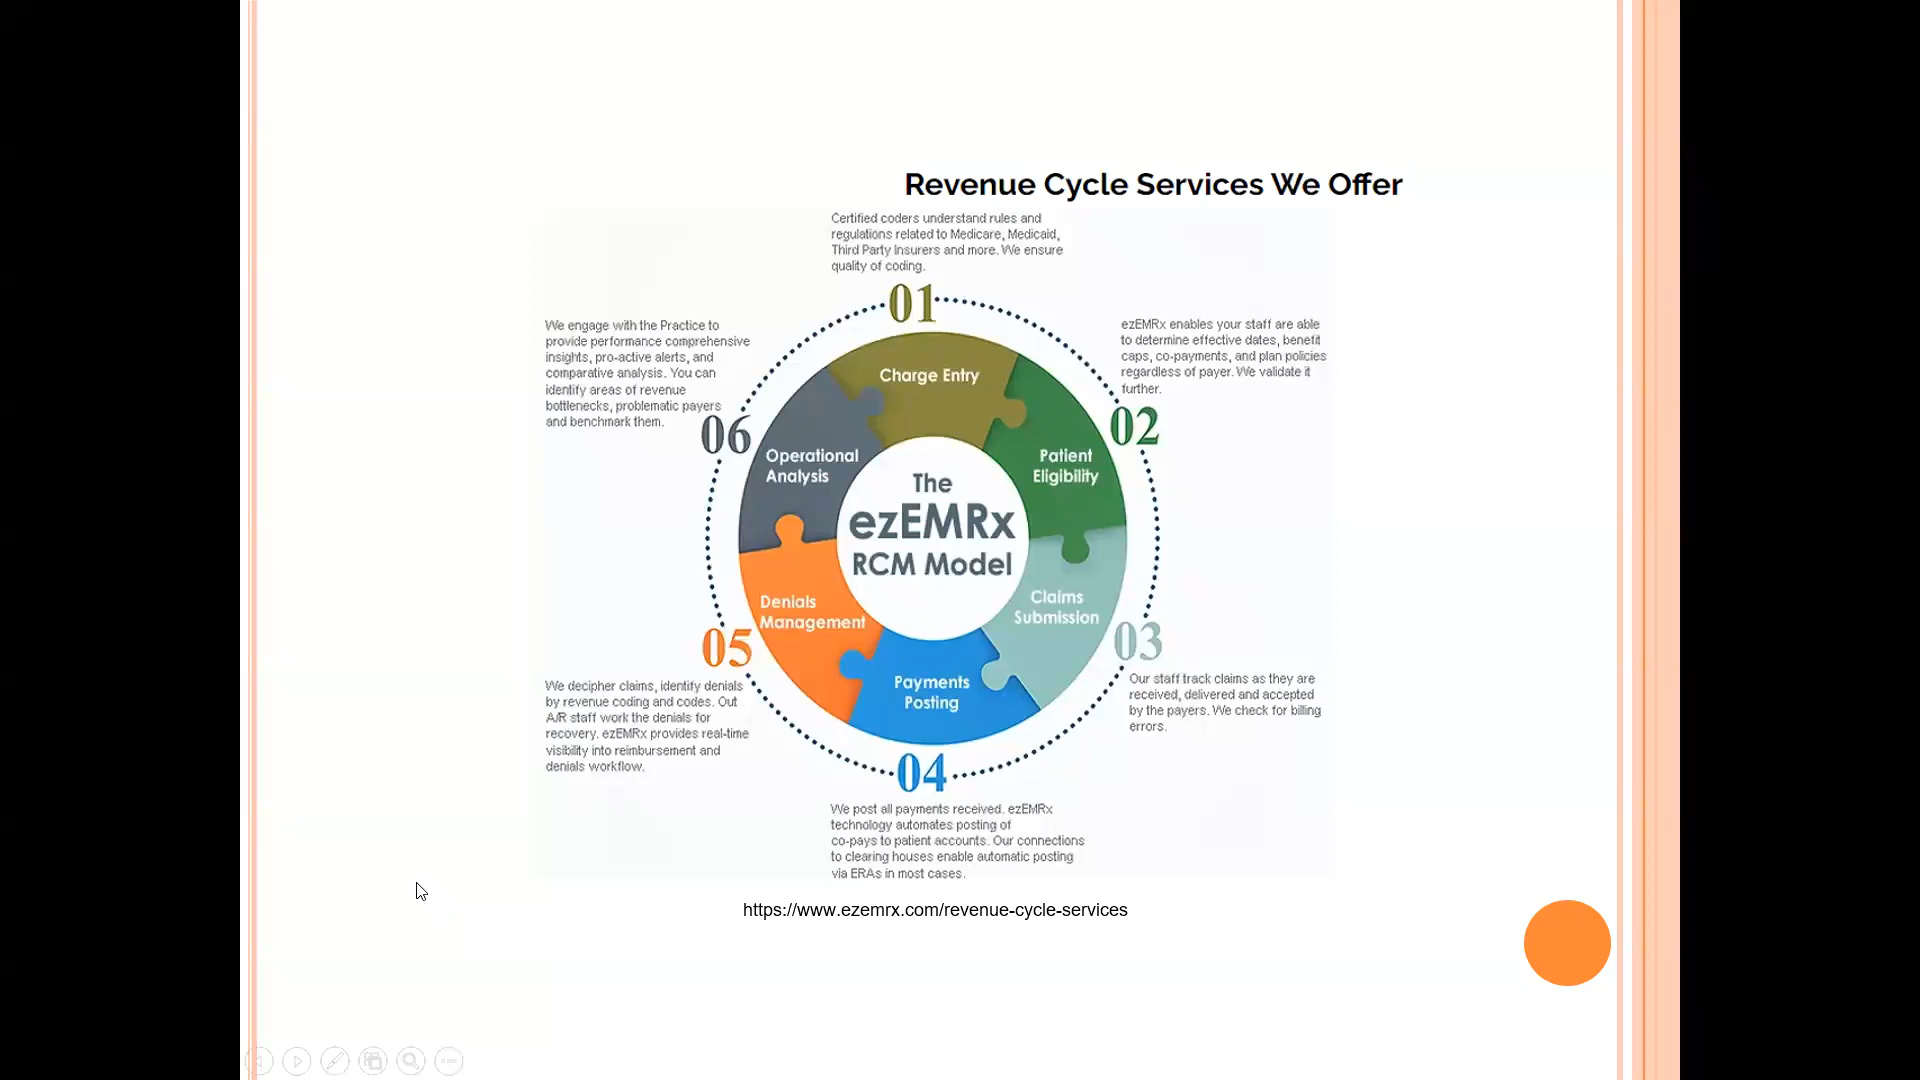 Revenue Cycle Services We Offer
Certified coders understand rules and
regulations related to Medicare, Medicaid,
Third Party Insurers and more. We ensure
quality of coding.
01
Charge Entry
ezEMRx enables your staff are able
to determine effective dates, benefit
caps, co-payments, and plan policies
regardless of payer. We validate it
further.
02
Patient
Eligibility
Claims
Submission
03
Our staff track claims as they are
received, delivered and accepted
by the payers. We check for billing
errors.
Payments
Posting
04
We post all payments received. ezEMRx
technology automates posting of
co-pays to patient accounts. Our connections
to clearing houses enable automatic posting
via ERAs in most cases.
Denials
Management
05
We decipher claims, identify denials
by revenue coding and codes. Out
A/R staff work the denials for
recovery. ezEMRx provides real-time
visibility into reimbursement and
denials workflow.
We engage with the Practice to
provide performance comprehensive
insights, pro-active alerts, and
comparative analysis. You can
identify areas of revenue
bottlenecks, problematic payers
and benchmark them.
06
Operational
Analysis
The
ezEMRx
RCM Model
https://www.ezemrx.com/revenue-cycle-services